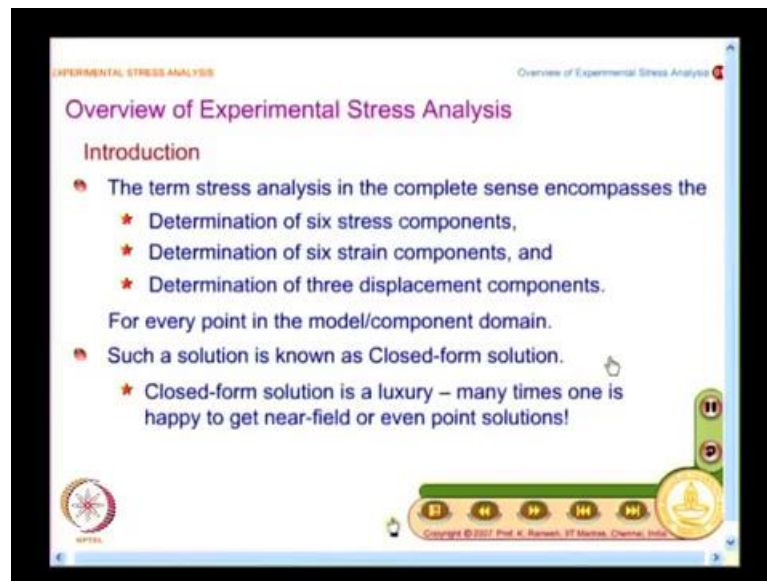 EXPERIMENTAL STRESS ANALYSIS
Overview of Experimental Stress Analysis
Overview of Experimental Stress Analysis
Introduction
The term stress analysis in the complete sense encompasses the
Determination of six stress components,
Determination of six strain components, and
Determination of three displacement components.
For every point in the model/component domain.
Such a solution is known as Closed-form solution.
Closed-form solution is a luxury – many times one is
happy to get near-field or even point solutions!
NPTEL
Copyright © 2007 Prof. K. Ramesh, IIT Madras, Chennai, India